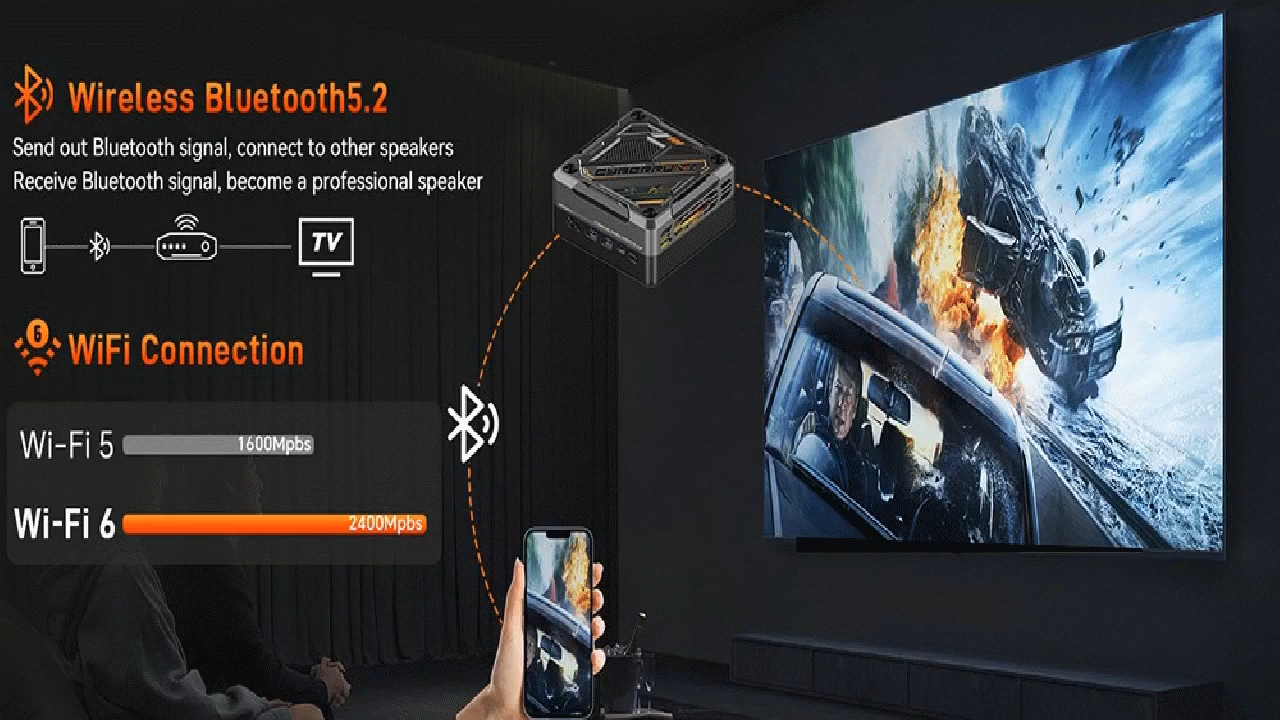 Wireless Bluetooth5.2
Send out Bluetooth signal, connect to other speakers
Receive Bluetooth signal, become a professional speaker
TV
6
WiFi Connection
Wi-Fi 5
1600Mpbs
Wi-Fi 6
2400Mpbs